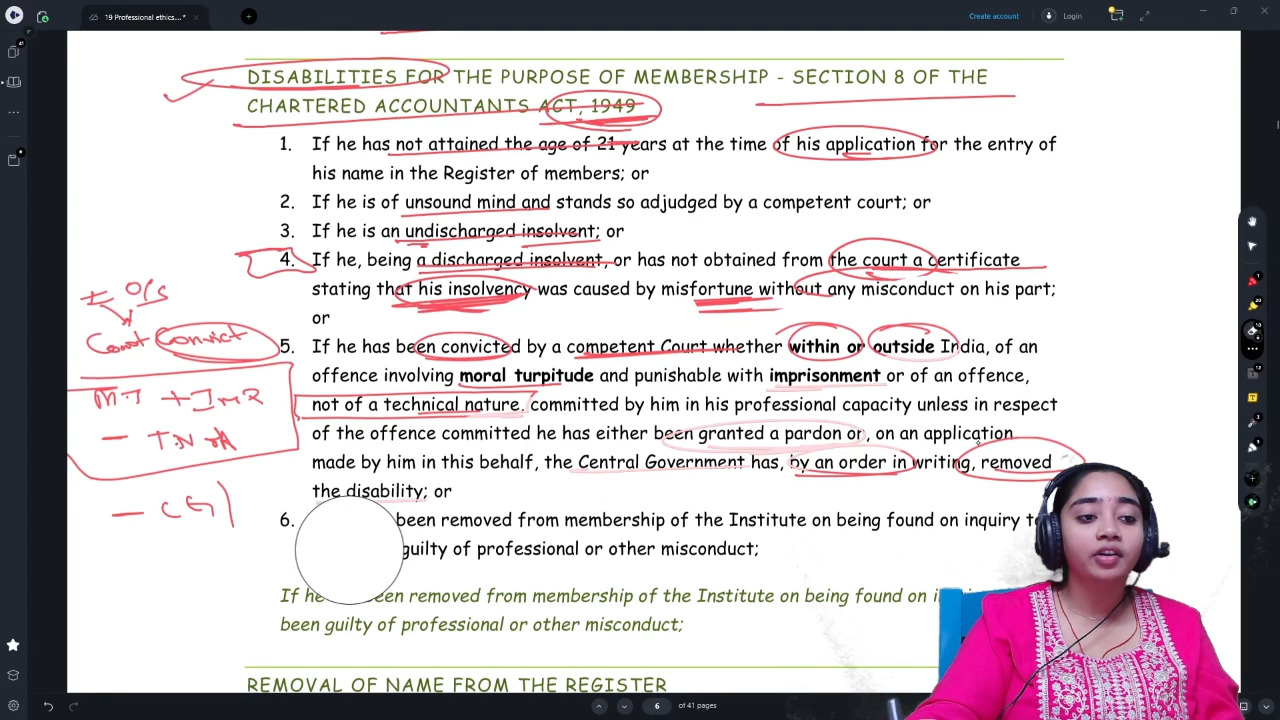 19 Professional ethics....*
Create account
Login
DISABILITIES FOR THE PURPOSE OF MEMBERSHIP - SECTION 8 OF THE
CHARTERED ACCOUNTANTS ACT, 1949
1. If he has not attained the age of 21 years at the time of his application for the entry of
his name in the Register of members; or
2. If he is of unsound mind and stands so adjudged by a competent court; or
3. If he is an undischarged insolvent; or
4. If he, being a discharged insolvent, or has not obtained from the court a certificate
stating that his insolvency was caused by misfortune without any misconduct on his part;
or
5. If he has been convicted by a competent Court whether within or outside India, of an
offence involving moral turpitude and punishable with imprisonment or of an offence,
not of a technical nature. committed by him in his professional capacity unless in respect
of the offence committed he has either been granted a pardon or, on an application
made by him in this behalf, the Central Government has, by an order in writing, removed
the disability; or
6. been removed from membership of the Institute on being found on inquiry
guilty of professional or other misconduct;
If he been removed from membership of the Institute on being found on
been guilty of professional or other misconduct;
REMOVAL OF NAME FROM THE REGISTER
I O/S
Court Convict
MT + IMP
- CG
6 of 41 pages